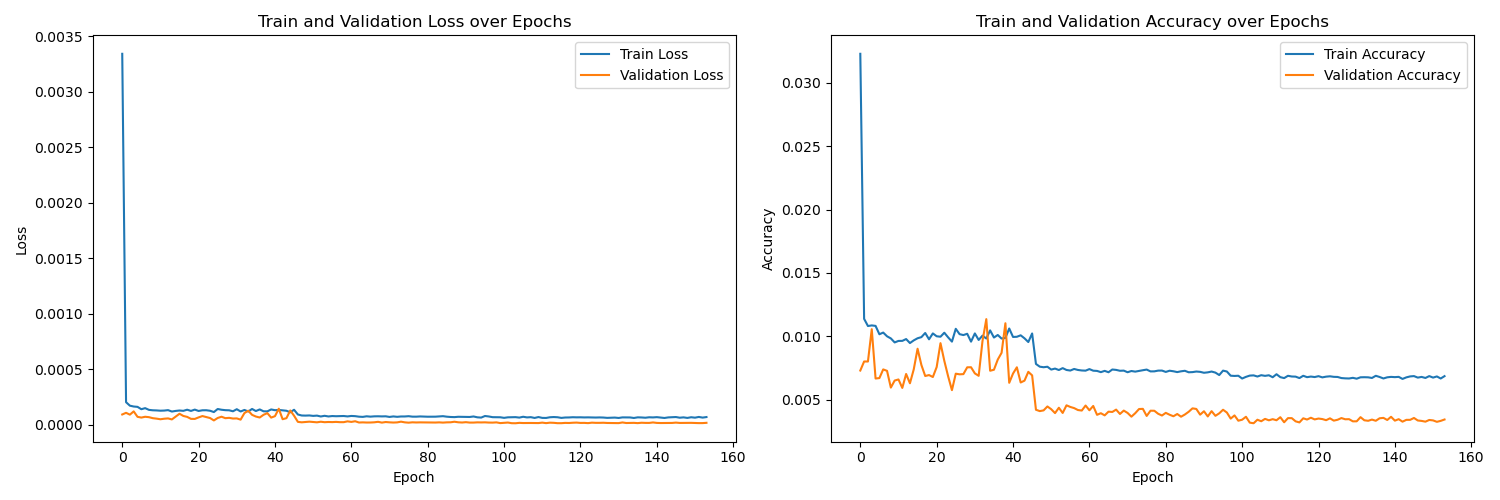 Train and Validation Loss over Epochs
Train Loss
Validation Loss
0.0035
0.0030
0.0025
0.0020
0.0015
0.0010
0.0005
0.0000
Loss
0 20 40 60 80 100 120 140 160
Epoch
Train and Validation Accuracy over Epochs
Train Accuracy
Validation Accuracy
0.030
0.025
0.020
0.015
0.010
0.005
Accuracy
0 20 40 60 80 100 120 140 160
Epoch